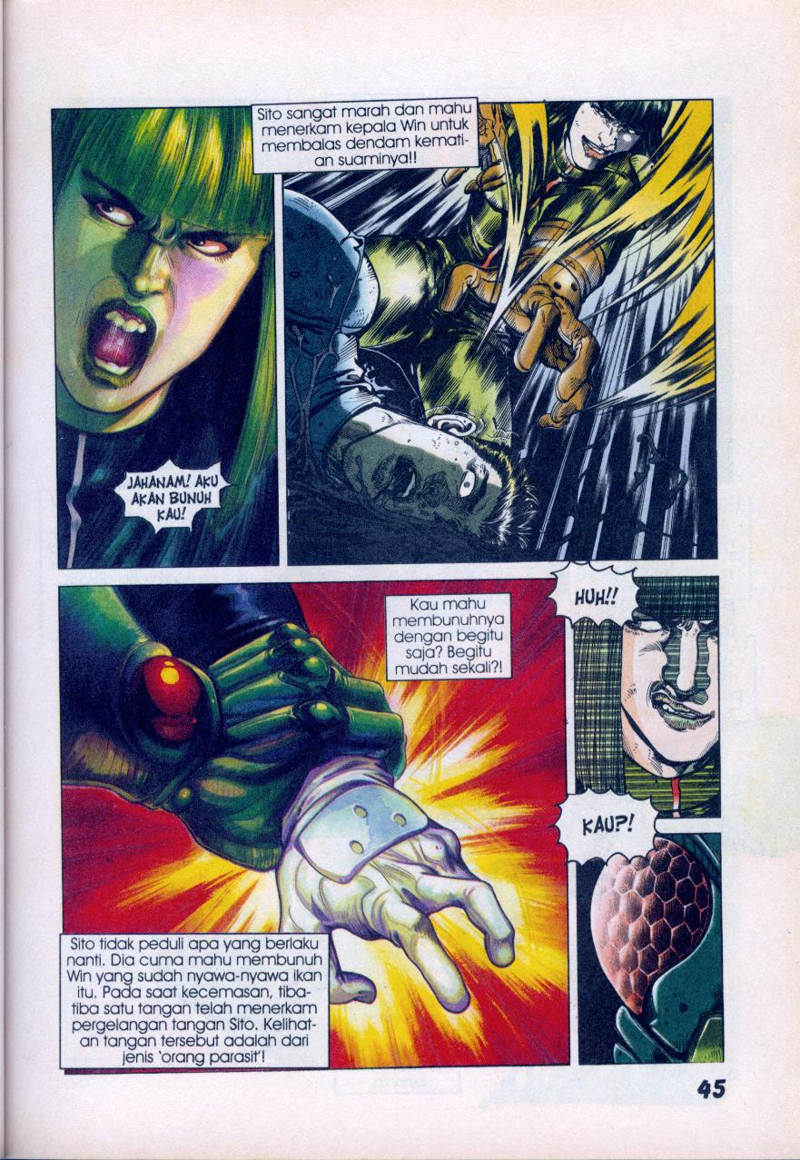 Sito sangat marah dan mahu
menerkam kepala Win untuk
membalas dendam kemati-
an suaminya!!
JAHANAM! AKU
AKAN BUNUH
KAU!
Kau mahu
membunuhnya
dengan begitu
saja? Begitu
mudah sekali?!
HUH!!
KAU?!
Sito tidak peduli apa yang berlaku
nanti. Dia cuma mahu membunuh
Win yang sudah nyawa-nyawa ikan
itu. Pada saat kecemasan, tiba-
tiba satu tangan telah menerkam
pergelangan tangan Sito. Kelihat-
an tangan tersebut adalah dari
jenis 'orang parasit'!
45